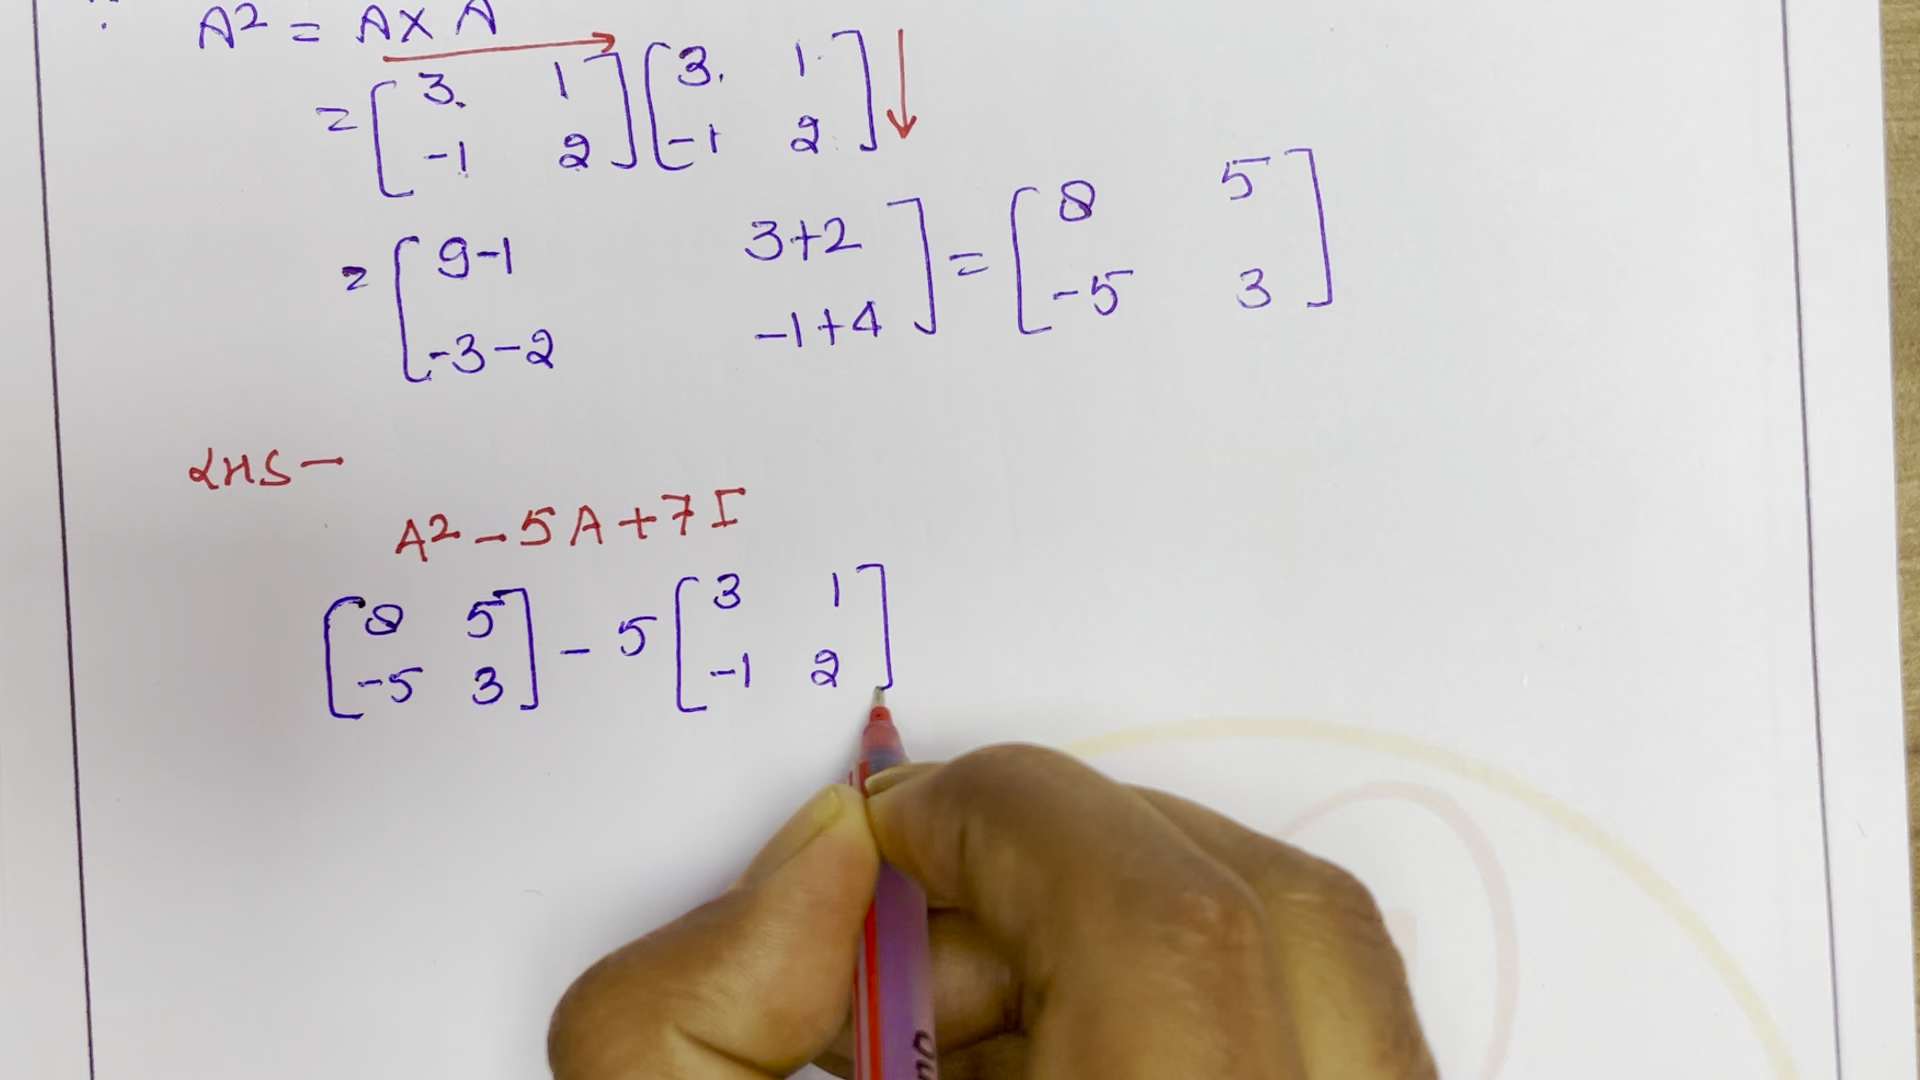 ∵ A² = A × A
= [3. 1; -1 2] [3. 1; -1 2]
= [9-1 3+2; -3-2 -1+4] = [8 5; -5 3]
LHS -
A² - 5A + 7I
[8 5; -5 3] - 5 [3 1; -1 2]